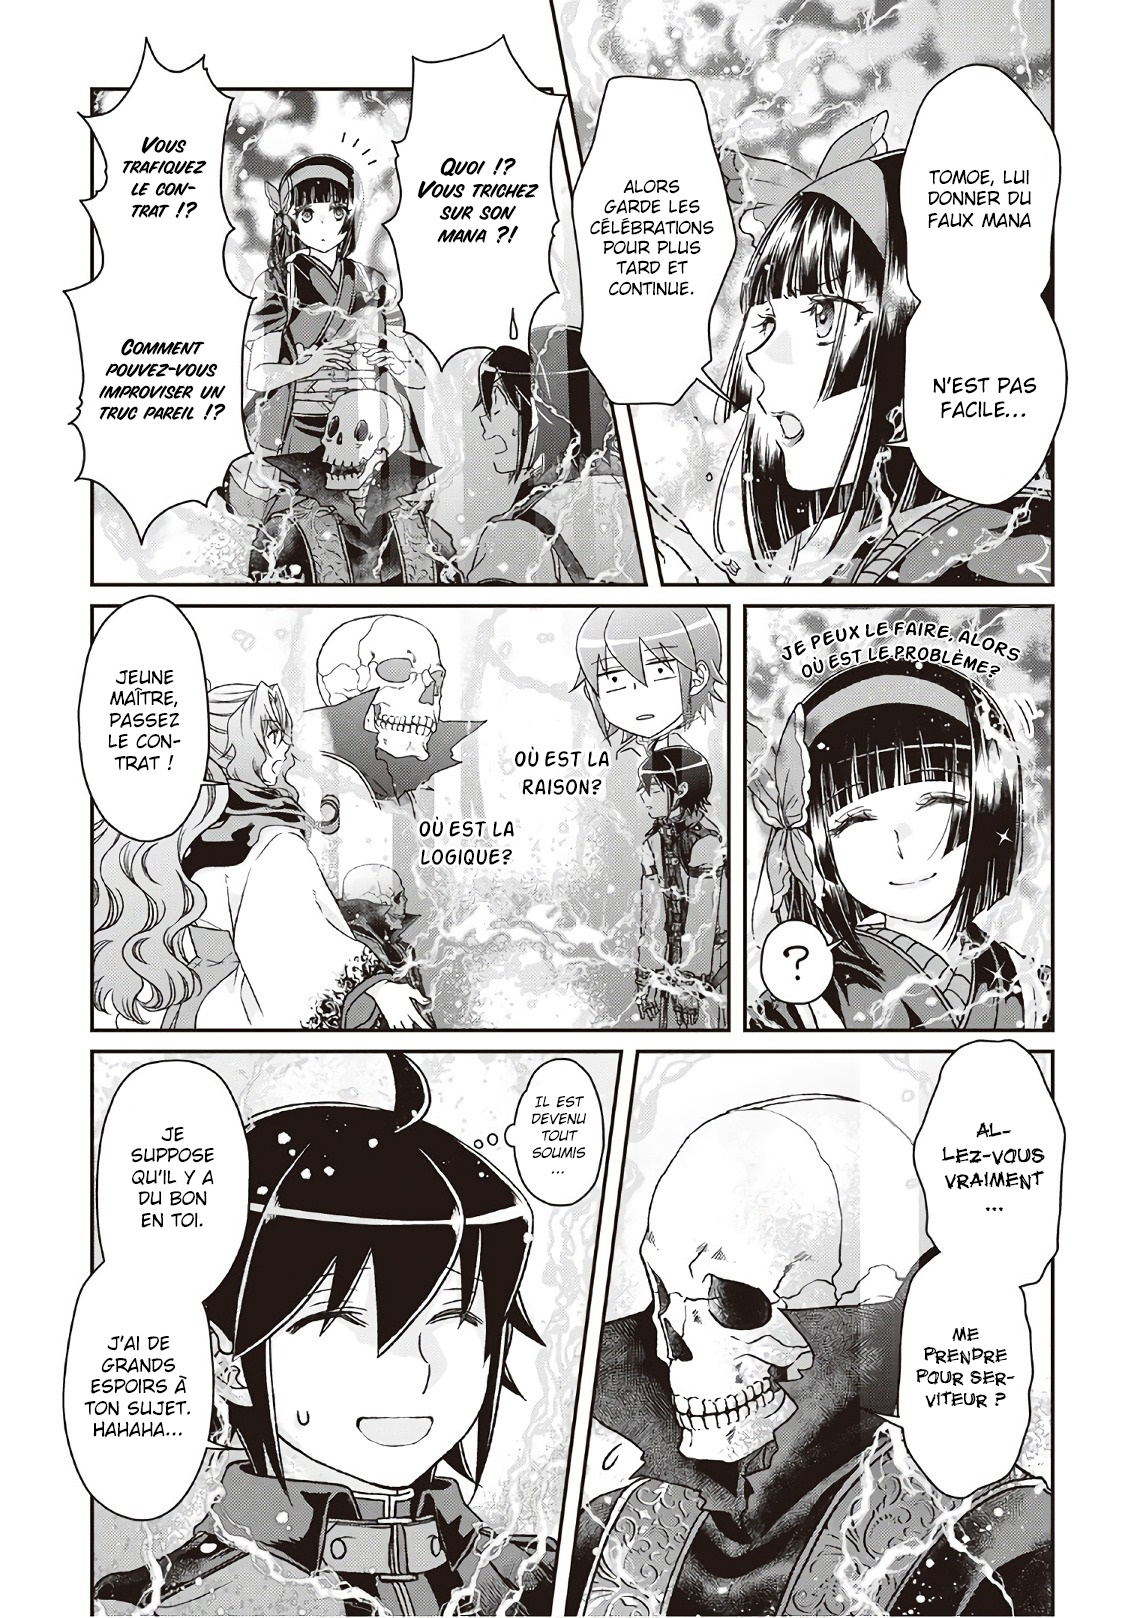 TOMOE, LUI
DONNER DU
FAUX MANA
N'EST PAS
FACILE...
ALORS
GARDE LES
CÉLÉBRATIONS
POUR PLUS
TARD ET
CONTINUE.
QUOI !?
VOUS TRICHEZ
SUR SON
MANA ?!
VOUS
TRAFIQUEZ
LE CON-
TRAT !?
COMMENT
POUVEZ-VOUS
IMPROVISER UN
TRUC PAREIL !?
JE PEUX LE FAIRE, ALORS
OÙ EST LE PROBLÈME?
?
OÙ EST LA
RAISON?
OÙ EST LA
LOGIQUE?
JEUNE
MAÎTRE,
PASSEZ
LE CON-
TRAT !
AL-
LEZ-VOUS
VRAIMENT
...
ME
PRENDRE
POUR SER-
VITEUR ?
IL EST
DEVENU
TOUT
SOUMIS
...
JE
SUPPOSE
QU'IL Y A
DU BON
EN TOI.
J'AI DE
GRANDS
ESPOIRS À
TON SUJET.
HAHAHA...